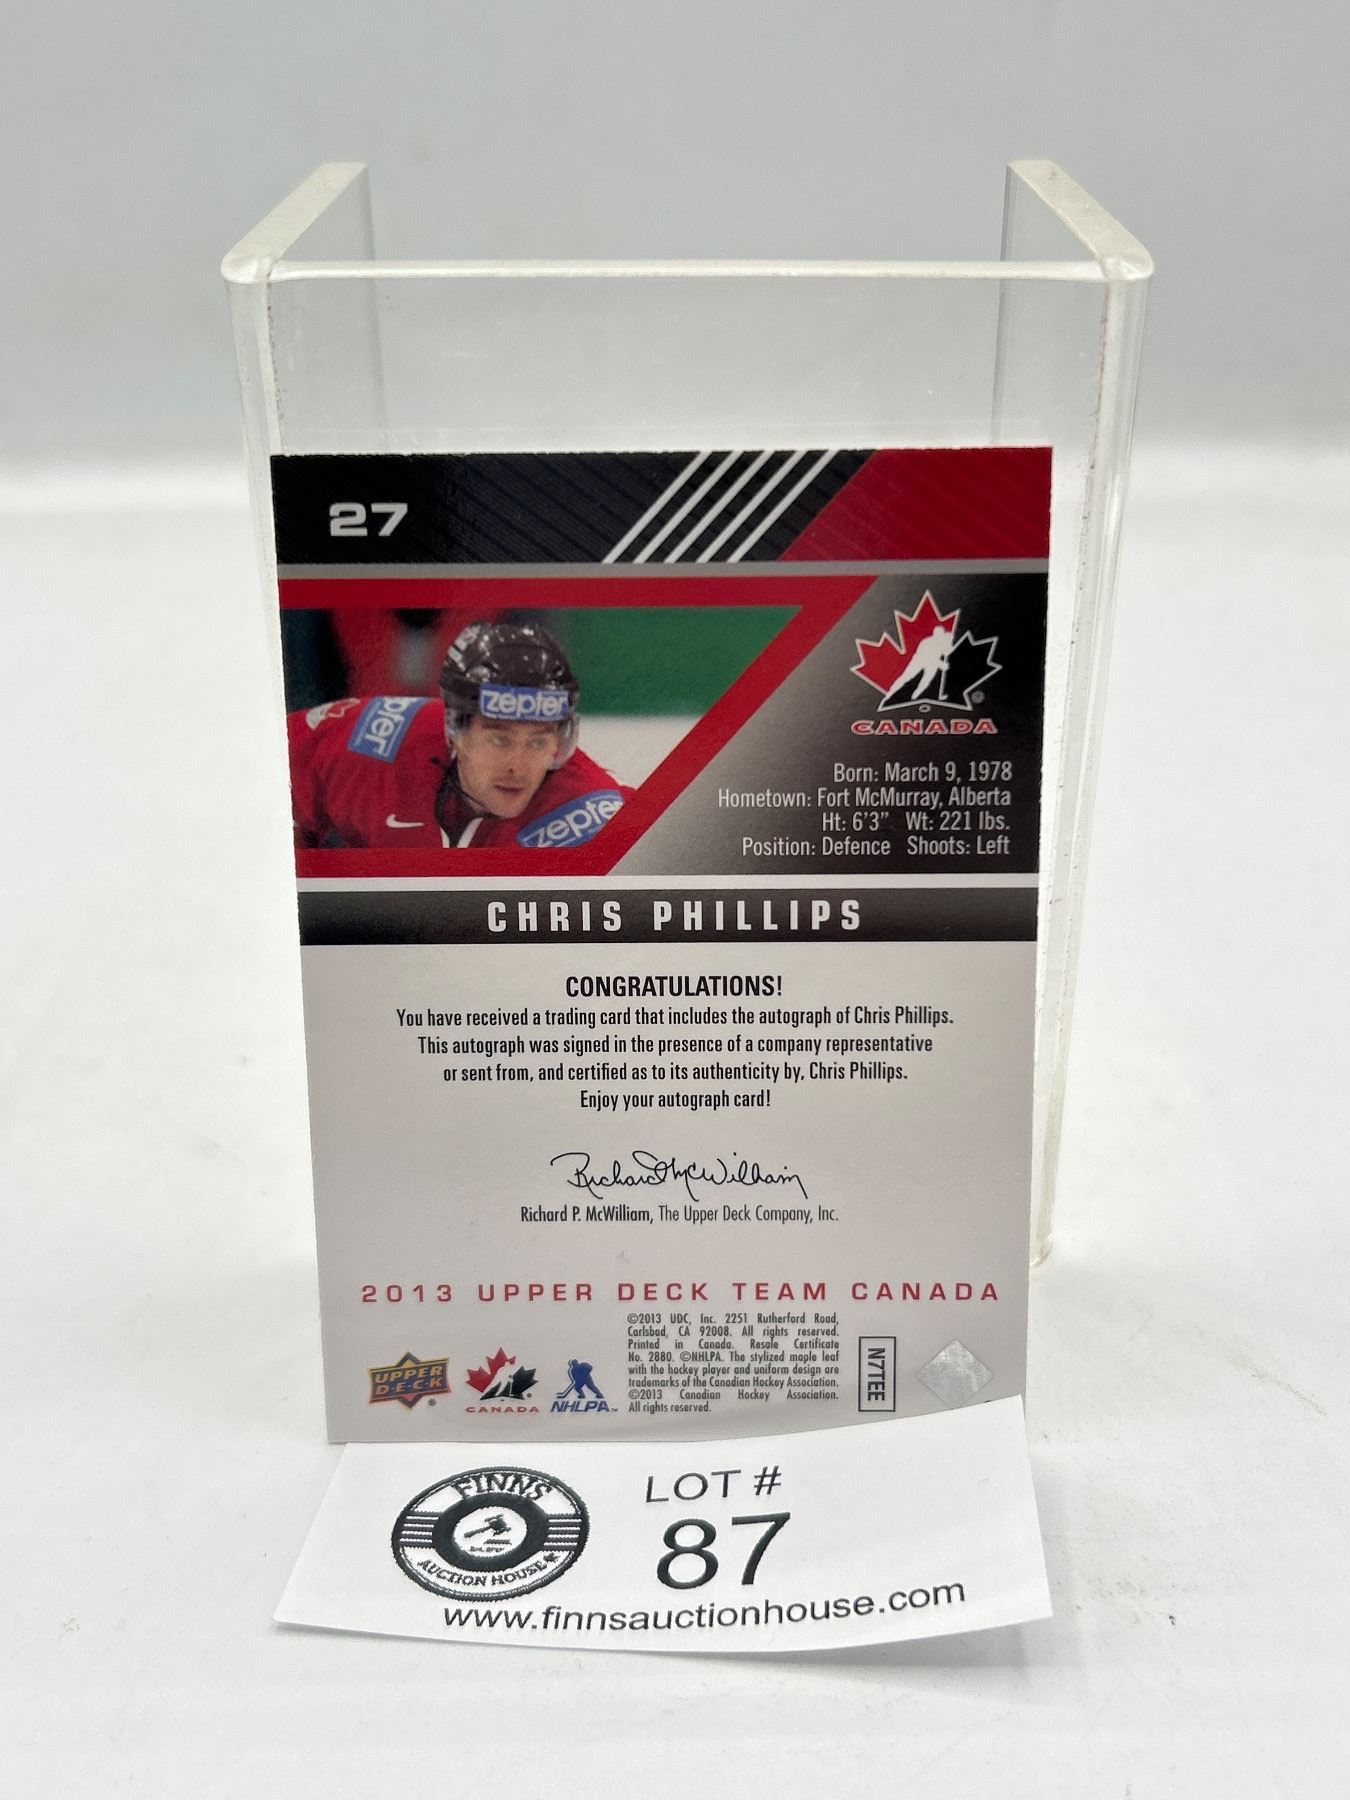 27
zepter
pfer
zepte
CANADA
Born: March 9, 1978
Hometown: Fort McMurray, Alberta
Ht: 6'3" Wt: 221 lbs.
Position: Defence Shoots: Left
CHRIS PHILLIPS
CONGRATULATIONS!
You have received a trading card that includes the autograph of Chris Phillips.
This autograph was signed in the presence of a company representative
or sent from, and certified as to its authenticity by, Chris Phillips.
Enjoy your autograph card!
Richard McWilliam
Richard P. McWilliam, The Upper Deck Company, Inc.
2013 UPPER DECK TEAM CANADA
©2013 UDC, Inc. 2251 Rutherford Road,
Carlsbad, CA 92008. All rights reserved.
Printed in Canada. Resale Certificate
No. 2880. ©NHLPA. The stylized maple leaf
with the hockey player and uniform design are
trademarks of the Canadian Hockey Association.
©2013 Canadian Hockey Association.
All rights reserved.
UPPER
D·E·C·K
CANADA
NHLPA
N7TEE
FINNS
AUCTION HOUSE
LOT #
87
www.finnsauctionhouse.com